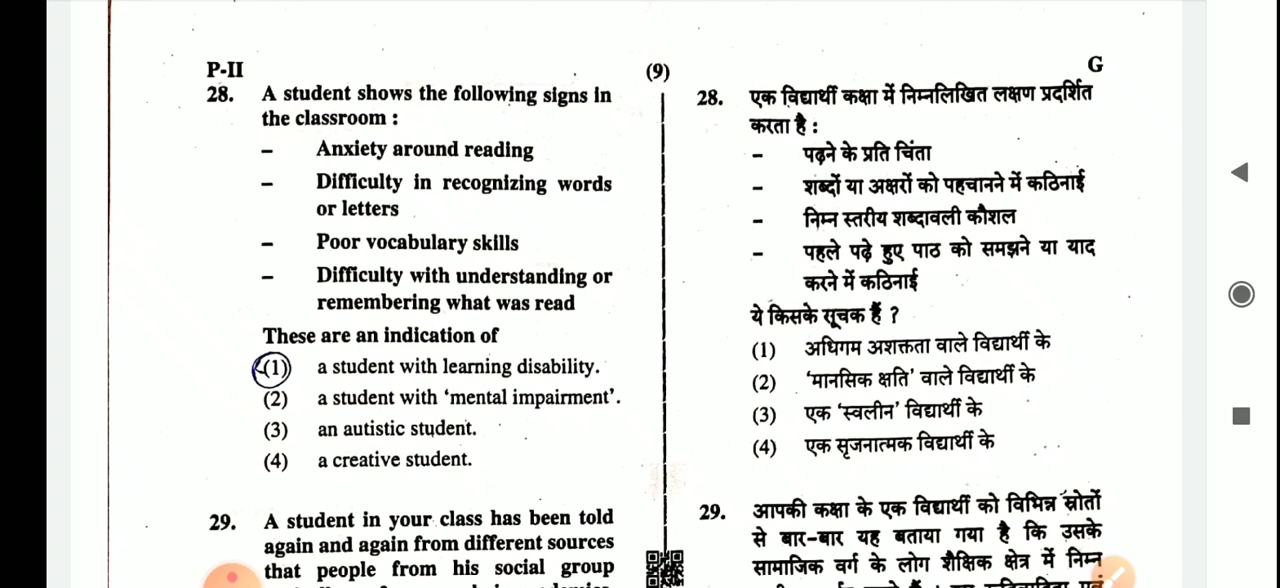 P-II
(9)
G
28. A student shows the following signs in
the classroom :
– Anxiety around reading
– Difficulty in recognizing words
or letters
– Poor vocabulary skills
– Difficulty with understanding or
remembering what was read
These are an indication of
(1) a student with learning disability.
(2) a student with ‘mental impairment’.
(3) an autistic student.
(4) a creative student.
29. A student in your class has been told
again and again from different sources
that people from his social group
28. एक विद्यार्थी कक्षा में निम्नलिखित लक्षण प्रदर्शित
करता है :
– पढ़ने के प्रति चिंता
– शब्दों या अक्षरों को पहचानने में कठिनाई
– निम्न स्तरीय शब्दावली कौशल
– पहले पढ़े हुए पाठ को समझने या याद
करने में कठिनाई
ये किसके सूचक हैं ?
(1) अधिगम अशक्तता वाले विद्यार्थी के
(2) ‘मानसिक क्षति’ वाले विद्यार्थी के
(3) एक ‘स्वलीन’ विद्यार्थी के
(4) एक सृजनात्मक विद्यार्थी के
29. आपकी कक्षा के एक विद्यार्थी को विभिन्न स्रोतों
से बार-बार यह बताया गया है कि उसके
सामाजिक वर्ग के लोग शैक्षिक क्षेत्र में निम्न